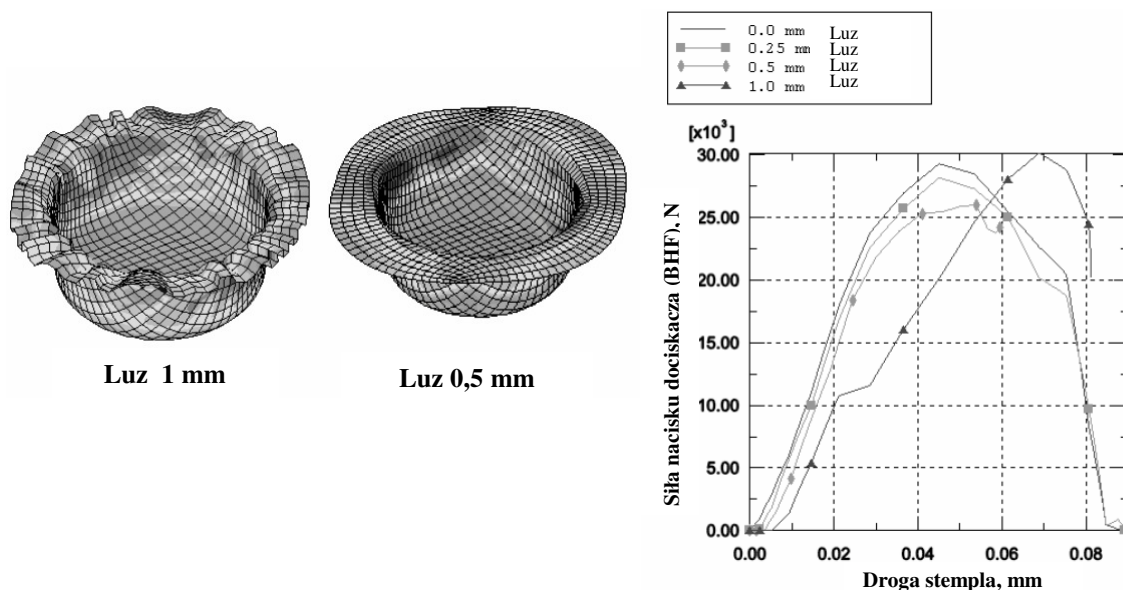 0.0 mm Luz
0.25 mm Luz
0.5 mm Luz
1.0 mm Luz
[x10³]
30.00
25.00
20.00
15.00
10.00
5.00
0.00
Siła nacisku dociskacza (BHF), N
0.00 0.02 0.04 0.06 0.08
Droga stempla, mm
Luz 1 mm
Luz 0,5 mm